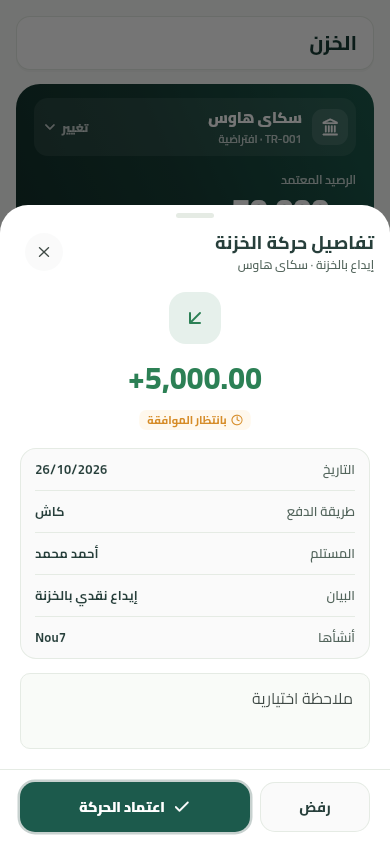 الخزن
سكاى هاوس
TR-001 · افتراضية
تغيير
الرصيد المعتمد
تفاصيل حركة الخزنة
إيداع بالخزنة · سكاى هاوس
+5,000.00
بانتظار الموافقة
التاريخ 26/10/2026
طريقة الدفع كاش
المستلم أحمد محمد
البيان إيداع نقدي بالخزنة
أنشأها Nou7
ملاحظة اختيارية
رفض
اعتماد الحركة